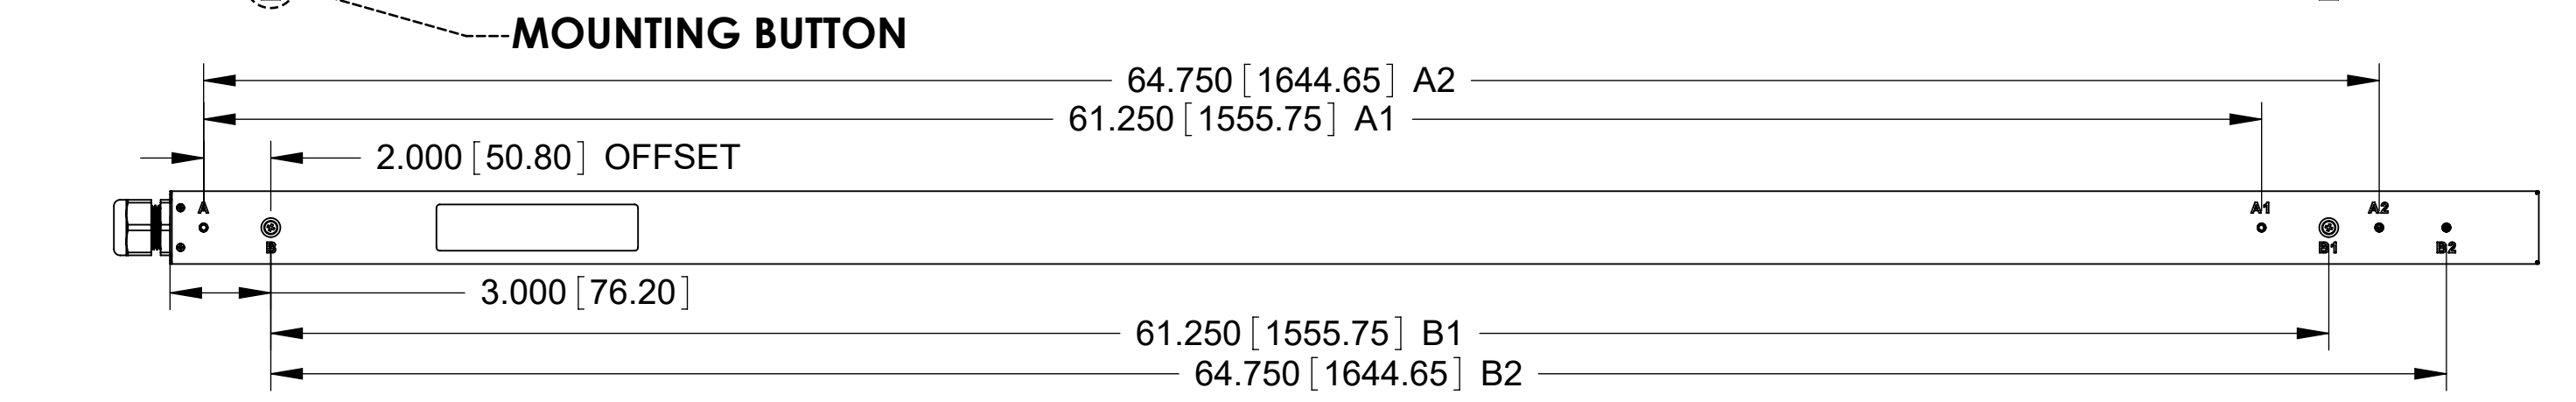 MOUNTING BUTTON
64.750 [1644.65] A2
61.250 [1555.75] A1
2.000 [50.80] OFFSET
A A1 A2
B B1 B2
3.000 [76.20]
61.250 [1555.75] B1
64.750 [1644.65] B2